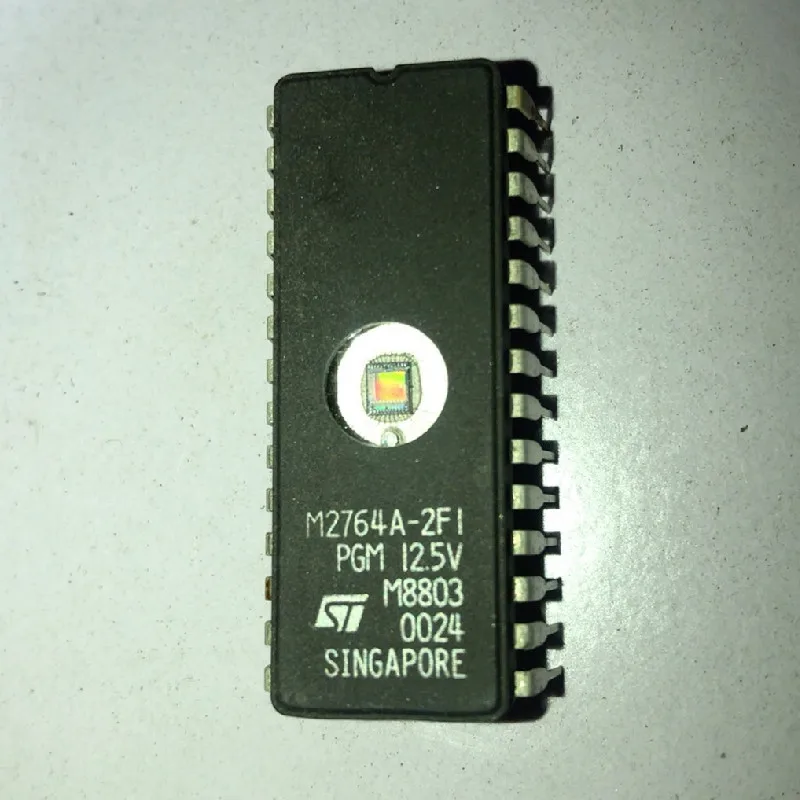 M2764A-2F1
PGM 12.5V
M8803
ST 0024
SINGAPORE